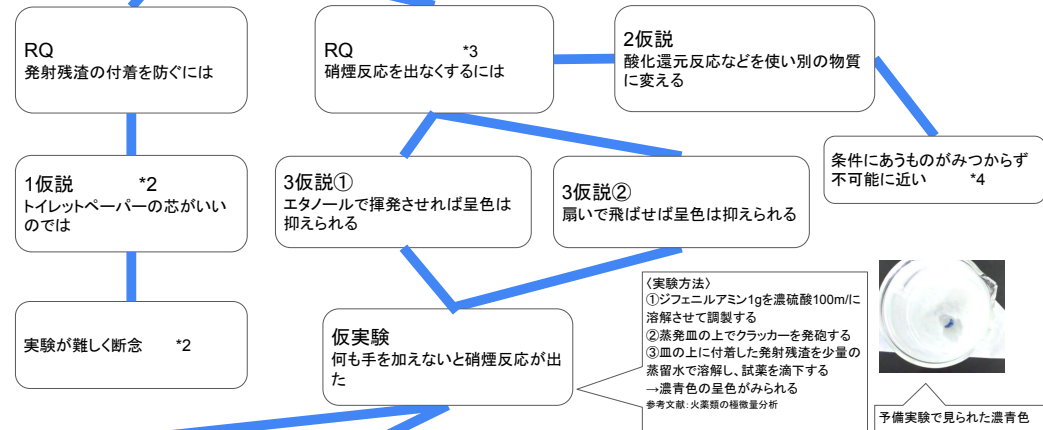 RQ
発射残渣の付着を防ぐには
RQ *3
硝煙反応を出なくするには
2仮説
酸化還元反応などを使い別の物質
に変える
条件にあうものがみつからず
不可能に近い *4
1仮説 *2
トイレットペーパーの芯がいい
のでは
3仮説①
エタノールで揮発させれば呈色は
抑えられる
3仮説②
扇いで飛ばせば呈色は抑えられる
実験が難しく断念 *2
仮実験
何も手を加えないと硝煙反応が出
た
〈実験方法〉
①ジフェニルアミン1gを濃硫酸100m/に
溶解させて調製する
②蒸発皿の上でクラッカーを発砲する
③皿の上に付着した発射残渣を少量の
蒸留水で溶解し、試薬を滴下する
→濃青色の呈色がみられる
参考文献:火薬類の極微量分析
予備実験で見られた濃青色